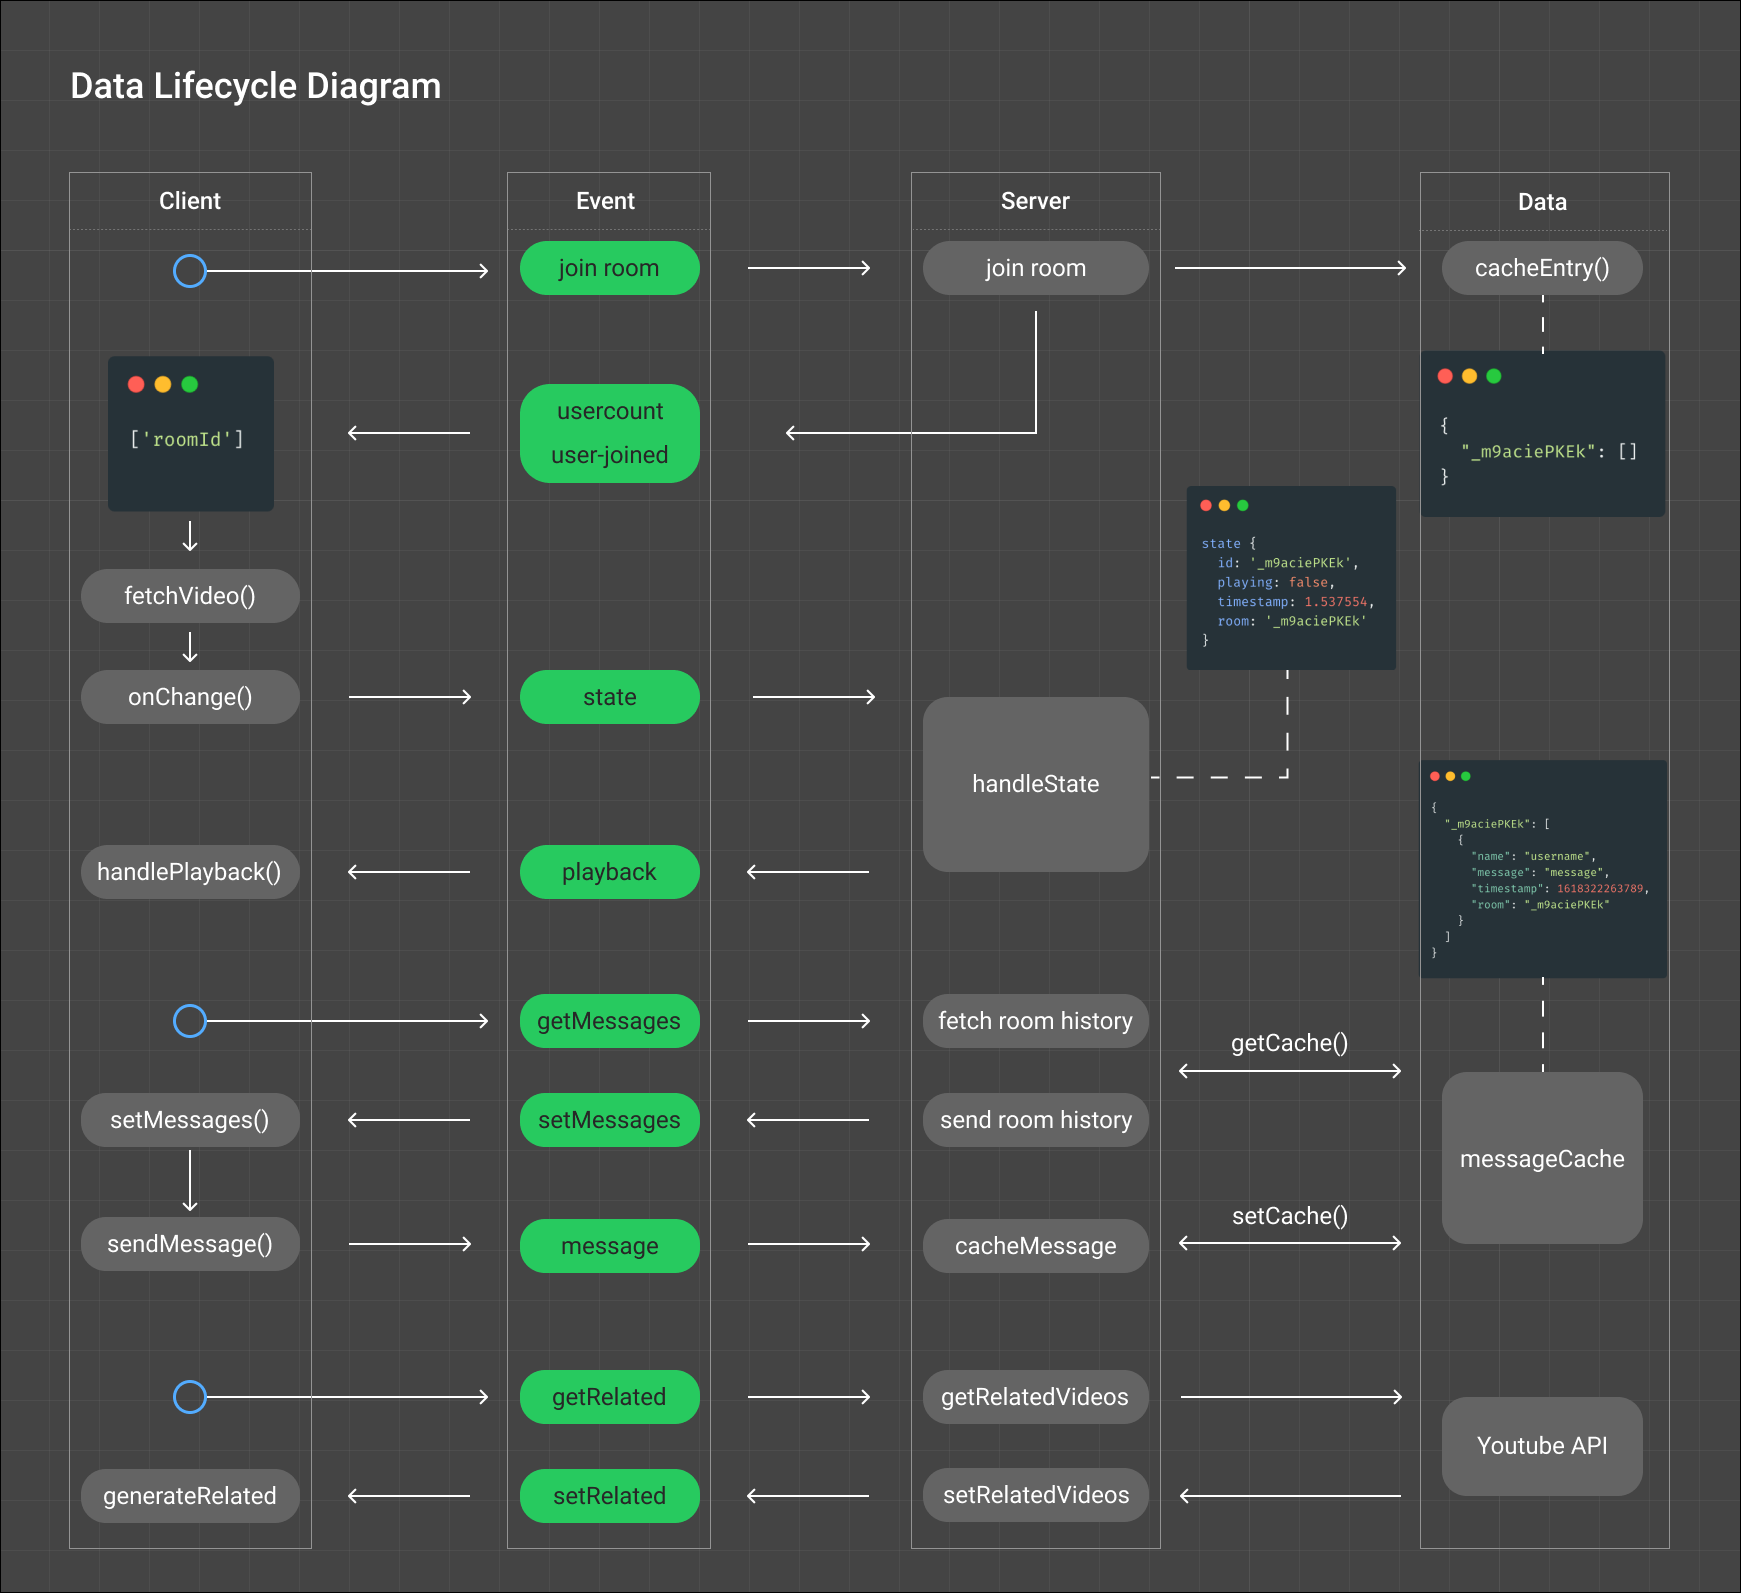 Data Lifecycle Diagram
Client
Event
Server
Data
join room
join room
cacheEntry()
['roomId']
usercount
user-joined
{
"_m9aciePKEk": []
}
state {
id: '_m9aciePKEk',
playing: false,
timestamp: 1.537554,
room: '_m9aciePKEk'
}
fetchVideo()
onChange()
state
handleState
handlePlayback()
playback
{
"_m9aciePKEk": [
{
"name": "username",
"message": "message",
"timestamp": 1618322263789,
"room": "_m9aciePKEk"
}
]
}
getMessages
fetch room history
getCache()
setMessages()
setMessages
send room history
messageCache
sendMessage()
message
cacheMessage
setCache()
getRelated
getRelatedVideos
Youtube API
generateRelated
setRelated
setRelatedVideos